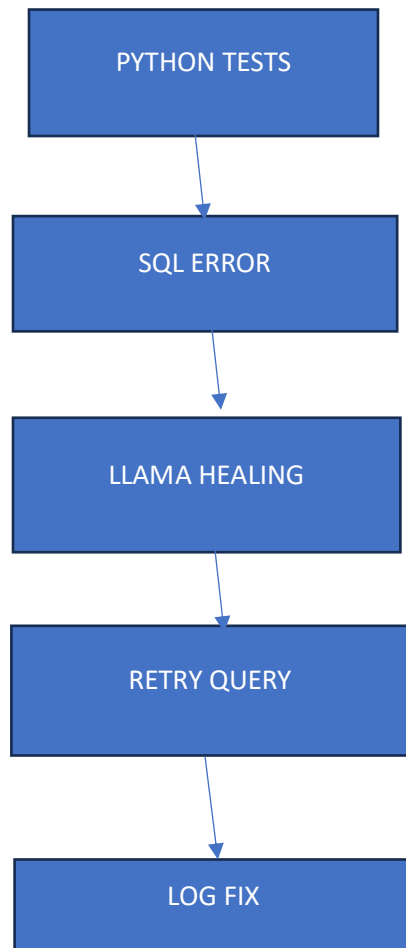 PYTHON TESTS
SQL ERROR
LLAMA HEALING
RETRY QUERY
LOG FIX